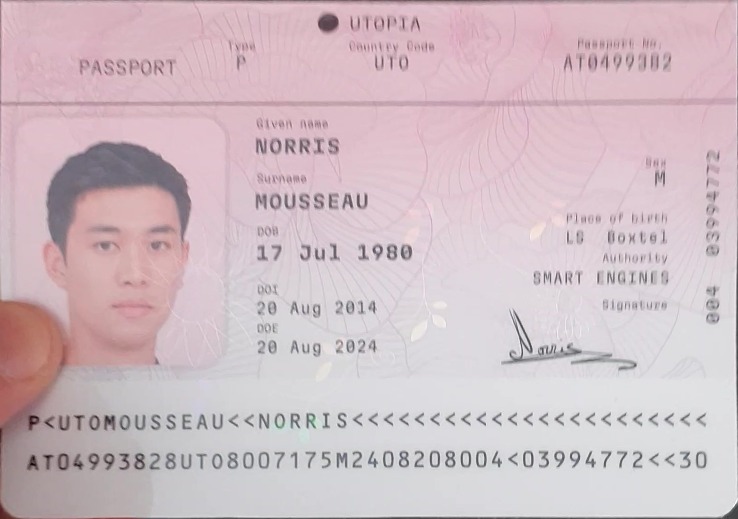 UTOPIA
Type
Country Code
Passport No.
PASSPORT
P
UTO
AT0499382
Given name
NORRIS
Surname
MOUSSEAU
DOB
17 Jul 1980
DOI
20 Aug 2014
DOE
20 Aug 2024
Sex
M
Place of birth
LS Boxtel
Authority
SMART ENGINES
Signature
Norris
004 03994772
P<UTOMOUSSEAU<<NORRIS<<<<<<<<<<<<<<<<<<<<<<<
AT04993828UTO8007175M2408208004<03994772<<30